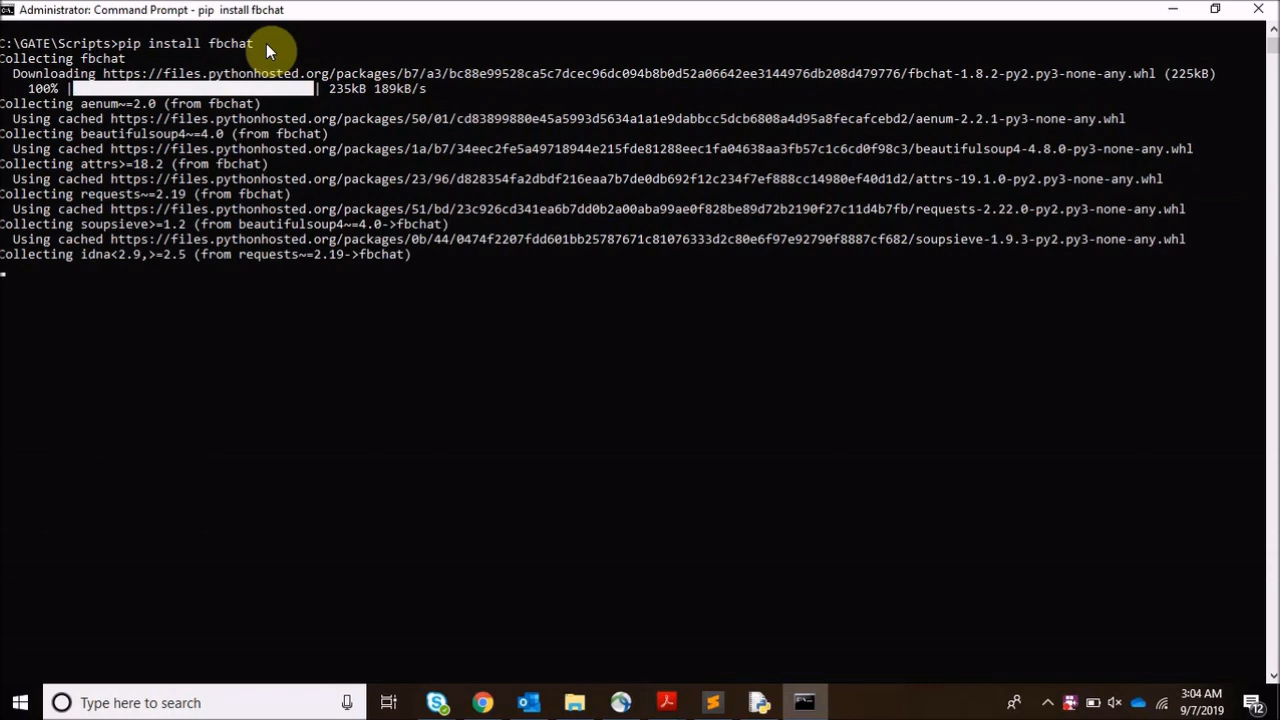 Administrator: Command Prompt - pip  install fbchat
C:\GATE\Scripts>pip install fbchat
Collecting fbchat
Downloading https://files.pythonhosted.org/packages/b7/a3/bc88e99528ca5c7dcec96dc094b8b0d52a06642ee3144976db208d479776/fbchat-1.8.2-py2.py3-none-any.whl (225kB)
100% | | 235kB 189kB/s
Collecting aenum~=2.0 (from fbchat)
Using cached https://files.pythonhosted.org/packages/50/01/cd83899880e45a5993d5634a1a1e9dabbcc5dcb6808a4d95a8fecafcebd2/aenum-2.2.1-py3-none-any.whl
Collecting beautifulsoup4~=4.0 (from fbchat)
Using cached https://files.pythonhosted.org/packages/1a/b7/34eec2fe5a49718944e215fde81288eec1fa04638aa3fb57c1c6cd0f98c3/beautifulsoup4-4.8.0-py3-none-any.whl
Collecting attrs>=18.2 (from fbchat)
Using cached https://files.pythonhosted.org/packages/23/96/d828354fa2dbdf216eaa7b7de0db692f12c234f7ef888cc14980ef40d1d2/attrs-19.1.0-py2.py3-none-any.whl
Collecting requests~=2.19 (from fbchat)
Using cached https://files.pythonhosted.org/packages/51/bd/23c926cd341ea6b7dd0b2a00aba99ae0f828be89d72b2190f27c11d4b7fb/requests-2.22.0-py2.py3-none-any.whl
Collecting soupsieve>=1.2 (from beautifulsoup4~=4.0->fbchat)
Using cached https://files.pythonhosted.org/packages/0b/44/0474f2207fdd601bb25787671c81076333d2c80e6f97e92790f8887cf682/soupsieve-1.9.3-py2.py3-none-any.whl
Collecting idna<2.9,>=2.5 (from requests~=2.19->fbchat)
Type here to search
3:04 AM
9/7/2019
12